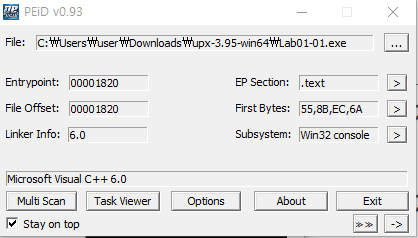 PEiD v0.93
File: C:₩Users₩user₩Downloads₩upx-3.95-win64₩Lab01-01.exe ...
Entrypoint: 00001820 EP Section: .text >
File Offset: 00001820 First Bytes: 55,8B,EC,6A >
Linker Info: 6.0 Subsystem: Win32 console >
Microsoft Visual C++ 6.0
Multi Scan Task Viewer Options About Exit
Stay on top >> ->